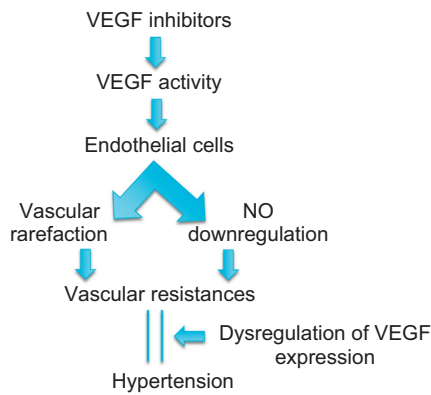 VEGF inhibitors
VEGF activity
Endothelial cells
Vascular
rarefaction
NO
downregulation
Vascular resistances
Dysregulation of VEGF
expression
Hypertension